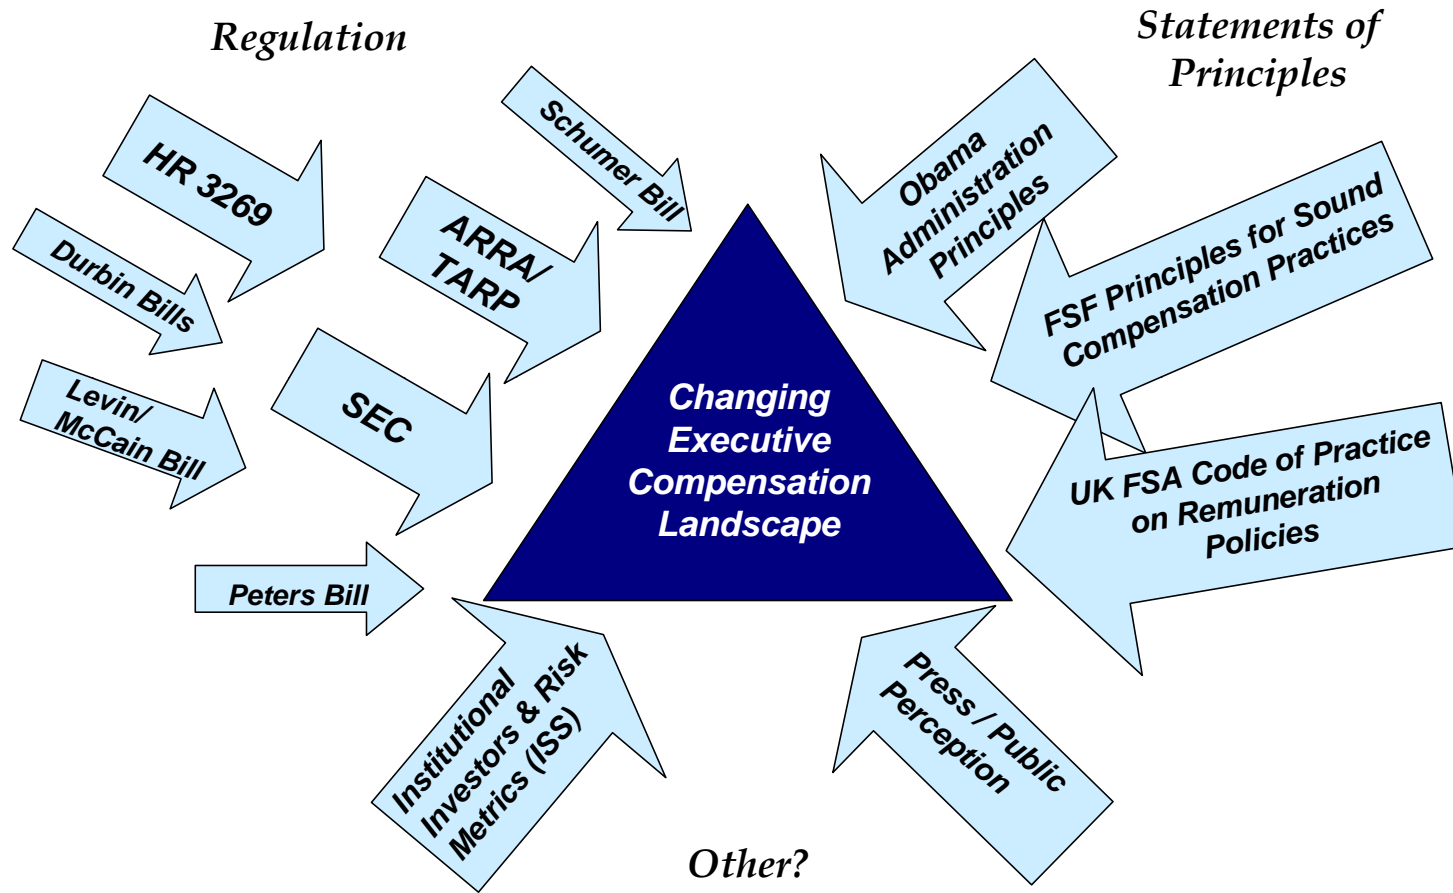 Regulation
Statements of
Principles
HR 3269
Schumer Bill
Durbin Bills
ARRA/
TARP
Levin/
McCain Bill
SEC
Peters Bill
Obama
Administration
Principles
FSF Principles for Sound
Compensation Practices
UK FSA Code of Practice
on Remuneration
Policies
Changing
Executive
Compensation
Landscape
Institutional
Investors & Risk
Metrics (ISS)
Press / Public
Perception
Other?